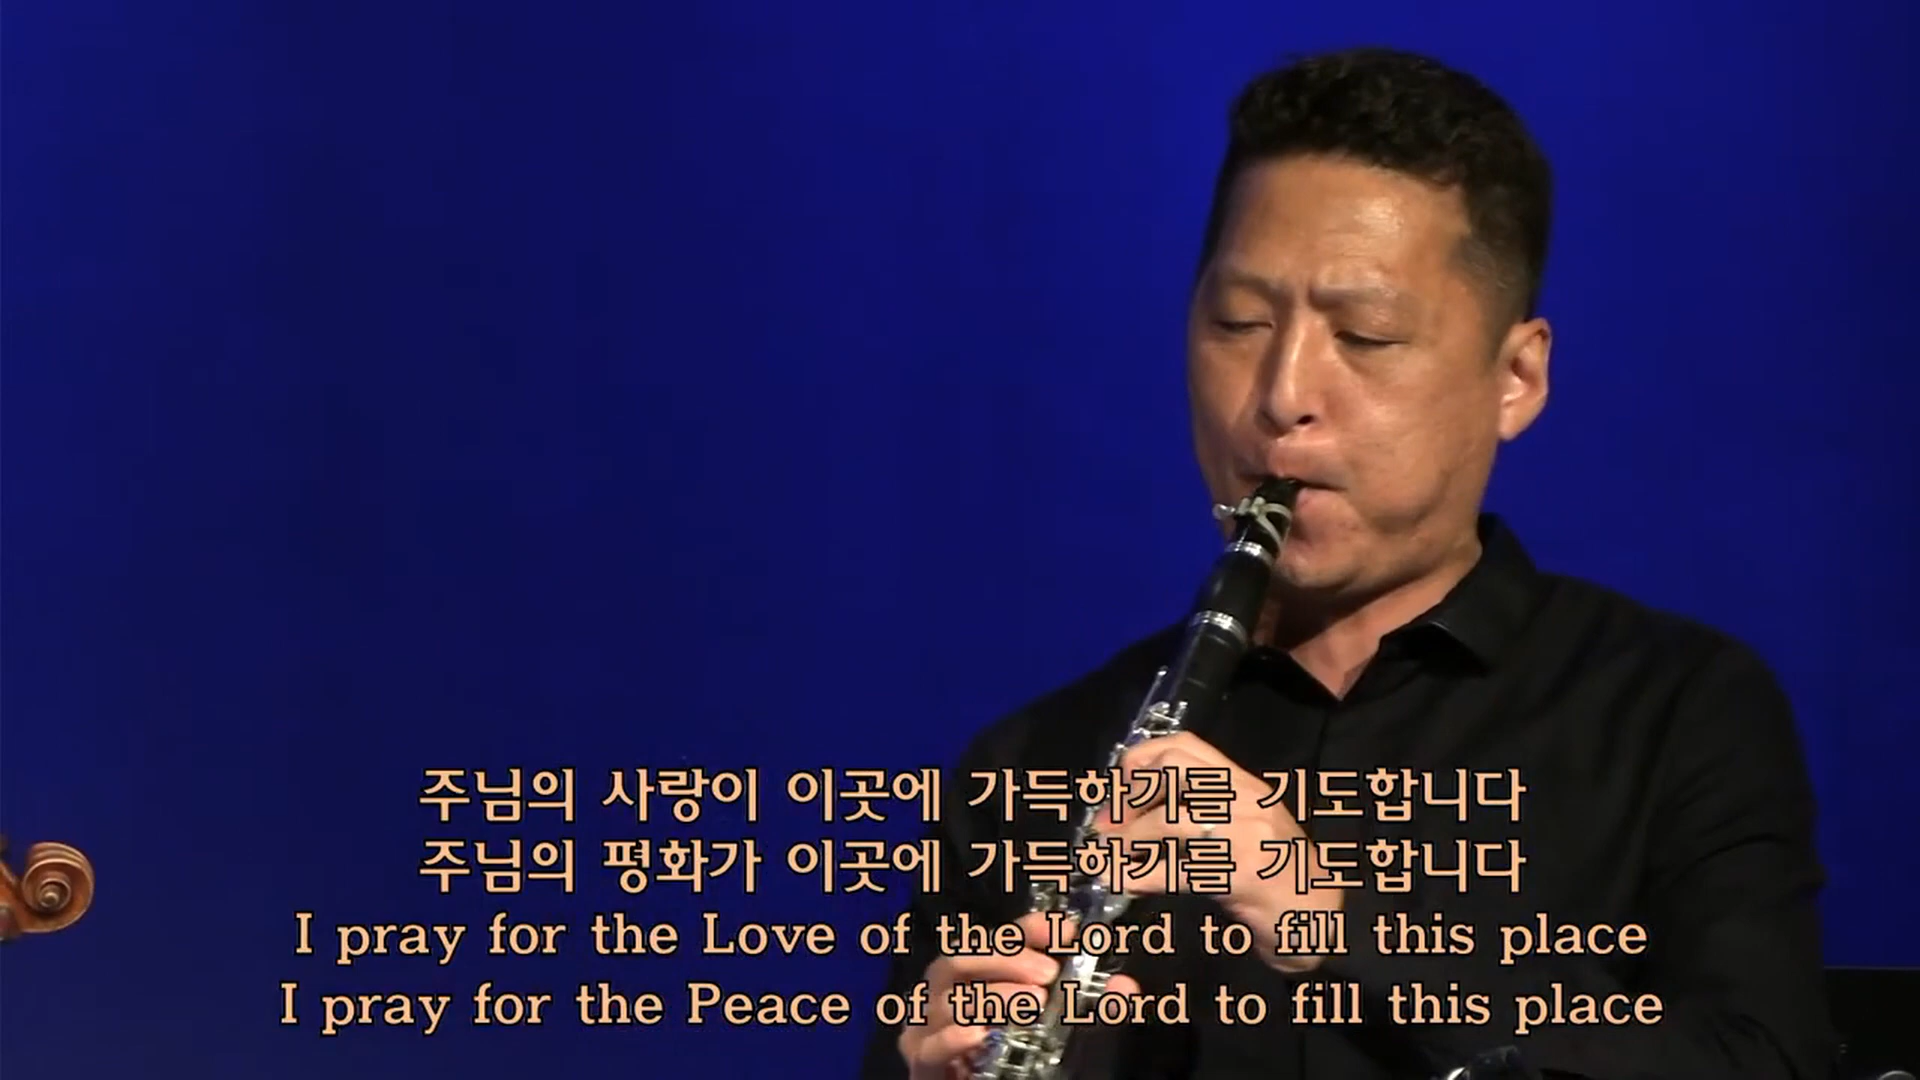 주님의 사랑이 이곳에 가득하기를 기도합니다
주님의 평화가 이곳에 가득하기를 기도합니다
I pray for the Love of the Lord to fill this place
I pray for the Peace of the Lord to fill this place